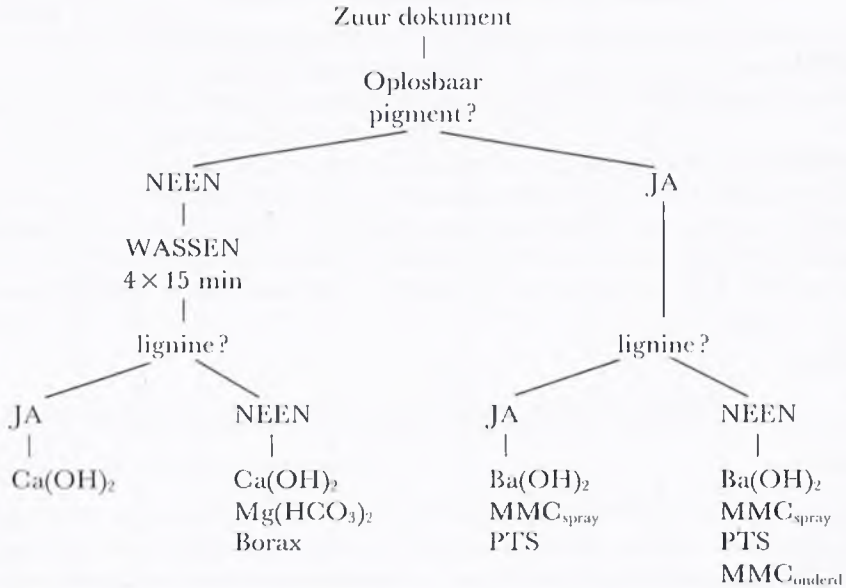 Zuur dokument
Oplosbaar
pigment?
NEEN
JA
WASSEN
4 × 15 min
lignine?
lignine?
JA
NEEN
JA
NEEN
Ca(OH)₂
Ca(OH)₂
Mg(HCO₃)₂
Borax
Ba(OH)₂
MMCspray
PTS
Ba(OH)₂
MMCspray
PTS
MMConderd